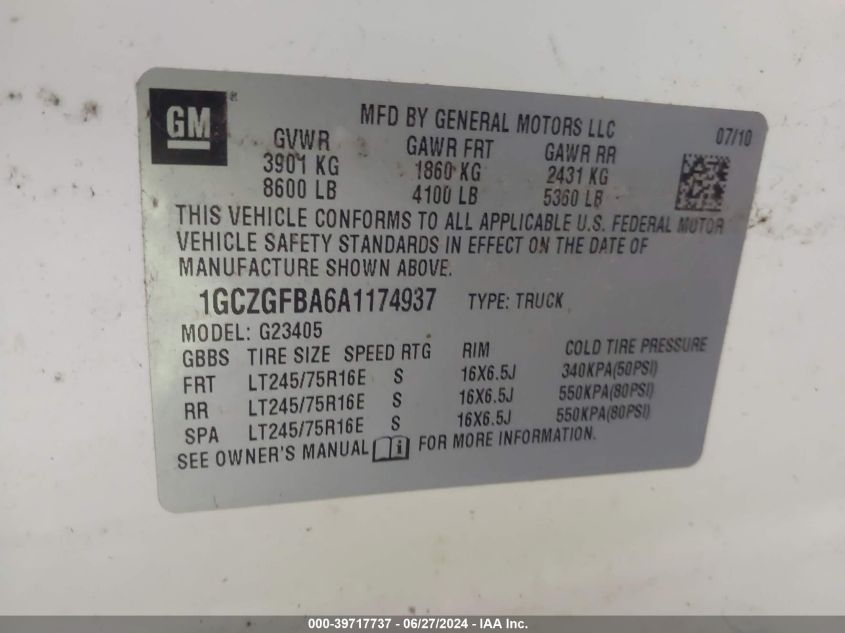 GM ®
MFD BY GENERAL MOTORS LLC 07/10
GVWR GAWR FRT GAWR RR
3901 KG 1860 KG 2431 KG
8600 LB 4100 LB 5360 LB
THIS VEHICLE CONFORMS TO ALL APPLICABLE U.S. FEDERAL MOTOR
VEHICLE SAFETY STANDARDS IN EFFECT ON THE DATE OF
MANUFACTURE SHOWN ABOVE.
1GCZGFBA6A1174937 TYPE: TRUCK
MODEL: G23405
GBBS TIRE SIZE SPEED RTG RIM COLD TIRE PRESSURE
FRT LT245/75R16E S 16X6.5J 340KPA(50PSI)
RR LT245/75R16E S 16X6.5J 550KPA(80PSI)
SPA LT245/75R16E S 16X6.5J 550KPA(80PSI)
SEE OWNER'S MANUAL i FOR MORE INFORMATION.
000-39717737 - 06/27/2024 - IAA Inc.